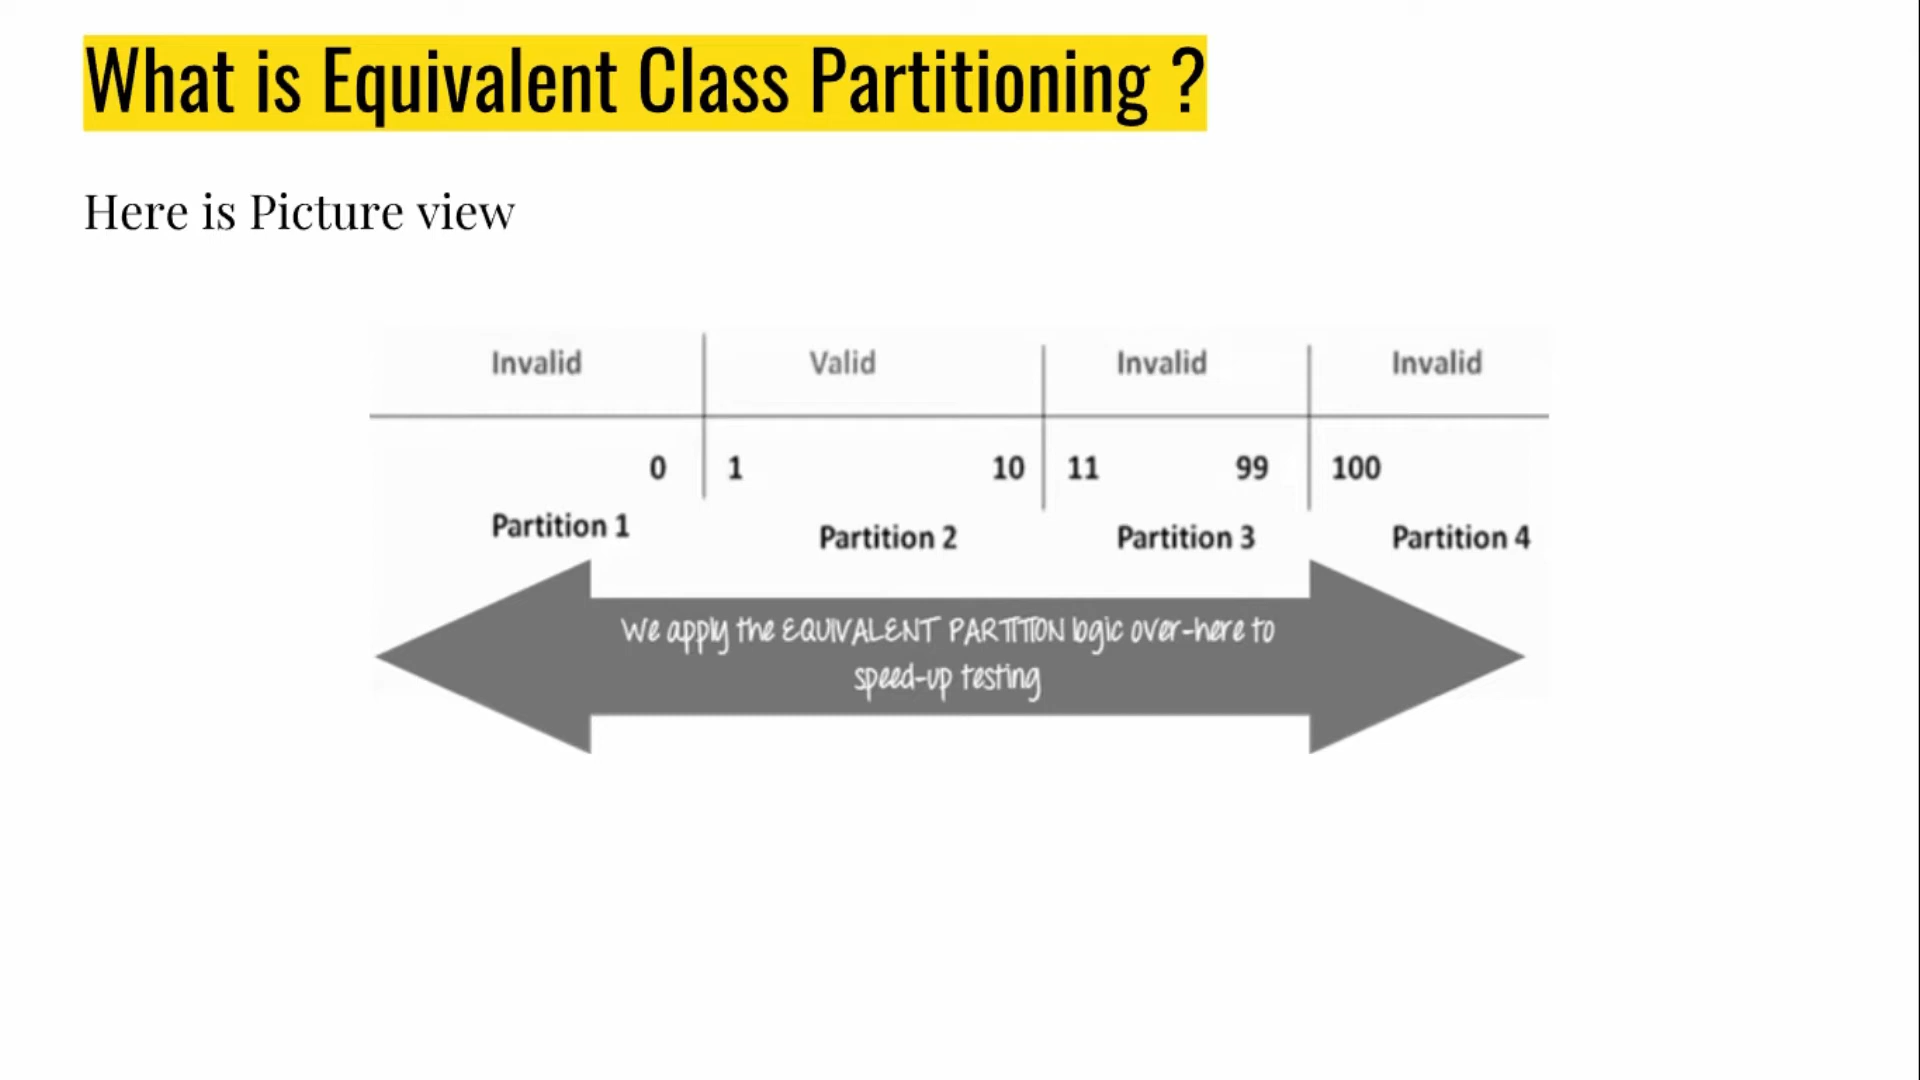 What is Equivalent Class Partitioning ?
Here is Picture view
Invalid Valid Invalid Invalid
0 1 10 11 99 100
Partition 1 Partition 2 Partition 3 Partition 4
We apply the EQUIVALENT PARTITION logic over-here to
speed-up testing